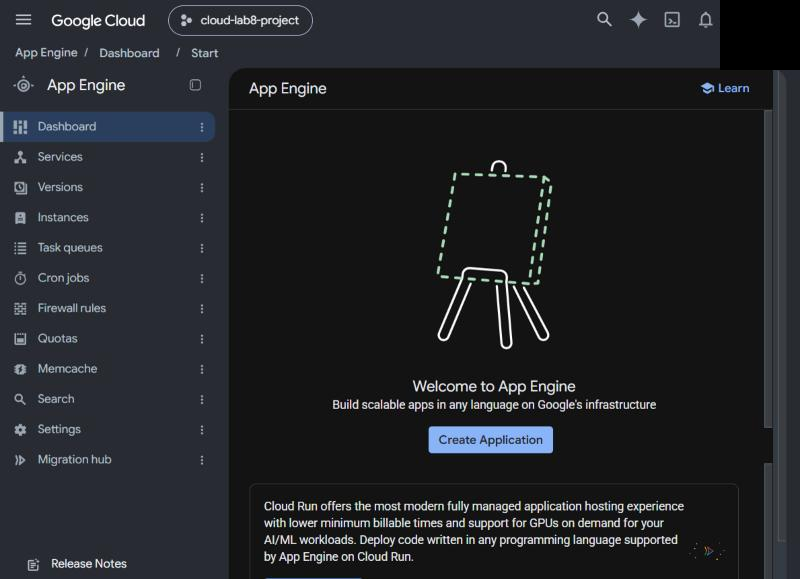 Google Cloud
cloud-lab8-project
App Engine / Dashboard / Start
App Engine
Dashboard
Services
Versions
Instances
Task queues
Cron jobs
Firewall rules
Quotas
Memcache
Search
Settings
Migration hub
Release Notes
App Engine
Learn
Welcome to App Engine
Build scalable apps in any language on Google's infrastructure
Create Application
Cloud Run offers the most modern fully managed application hosting experience
with lower minimum billable times and support for GPUs on demand for your
AI/ML workloads. Deploy code written in any programming language supported
by App Engine on Cloud Run.